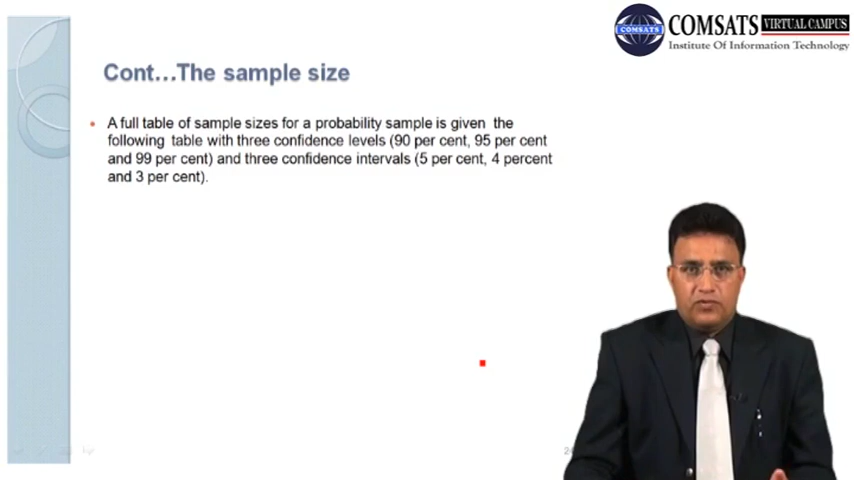 COMSATS VIRTUAL CAMPUS
Institute Of Information Technology
COMSATS
Cont...The sample size
A full table of sample sizes for a probability sample is given the
following table with three confidence levels (90 per cent, 95 per cent
and 99 per cent) and three confidence intervals (5 per cent, 4 percent
and 3 per cent).